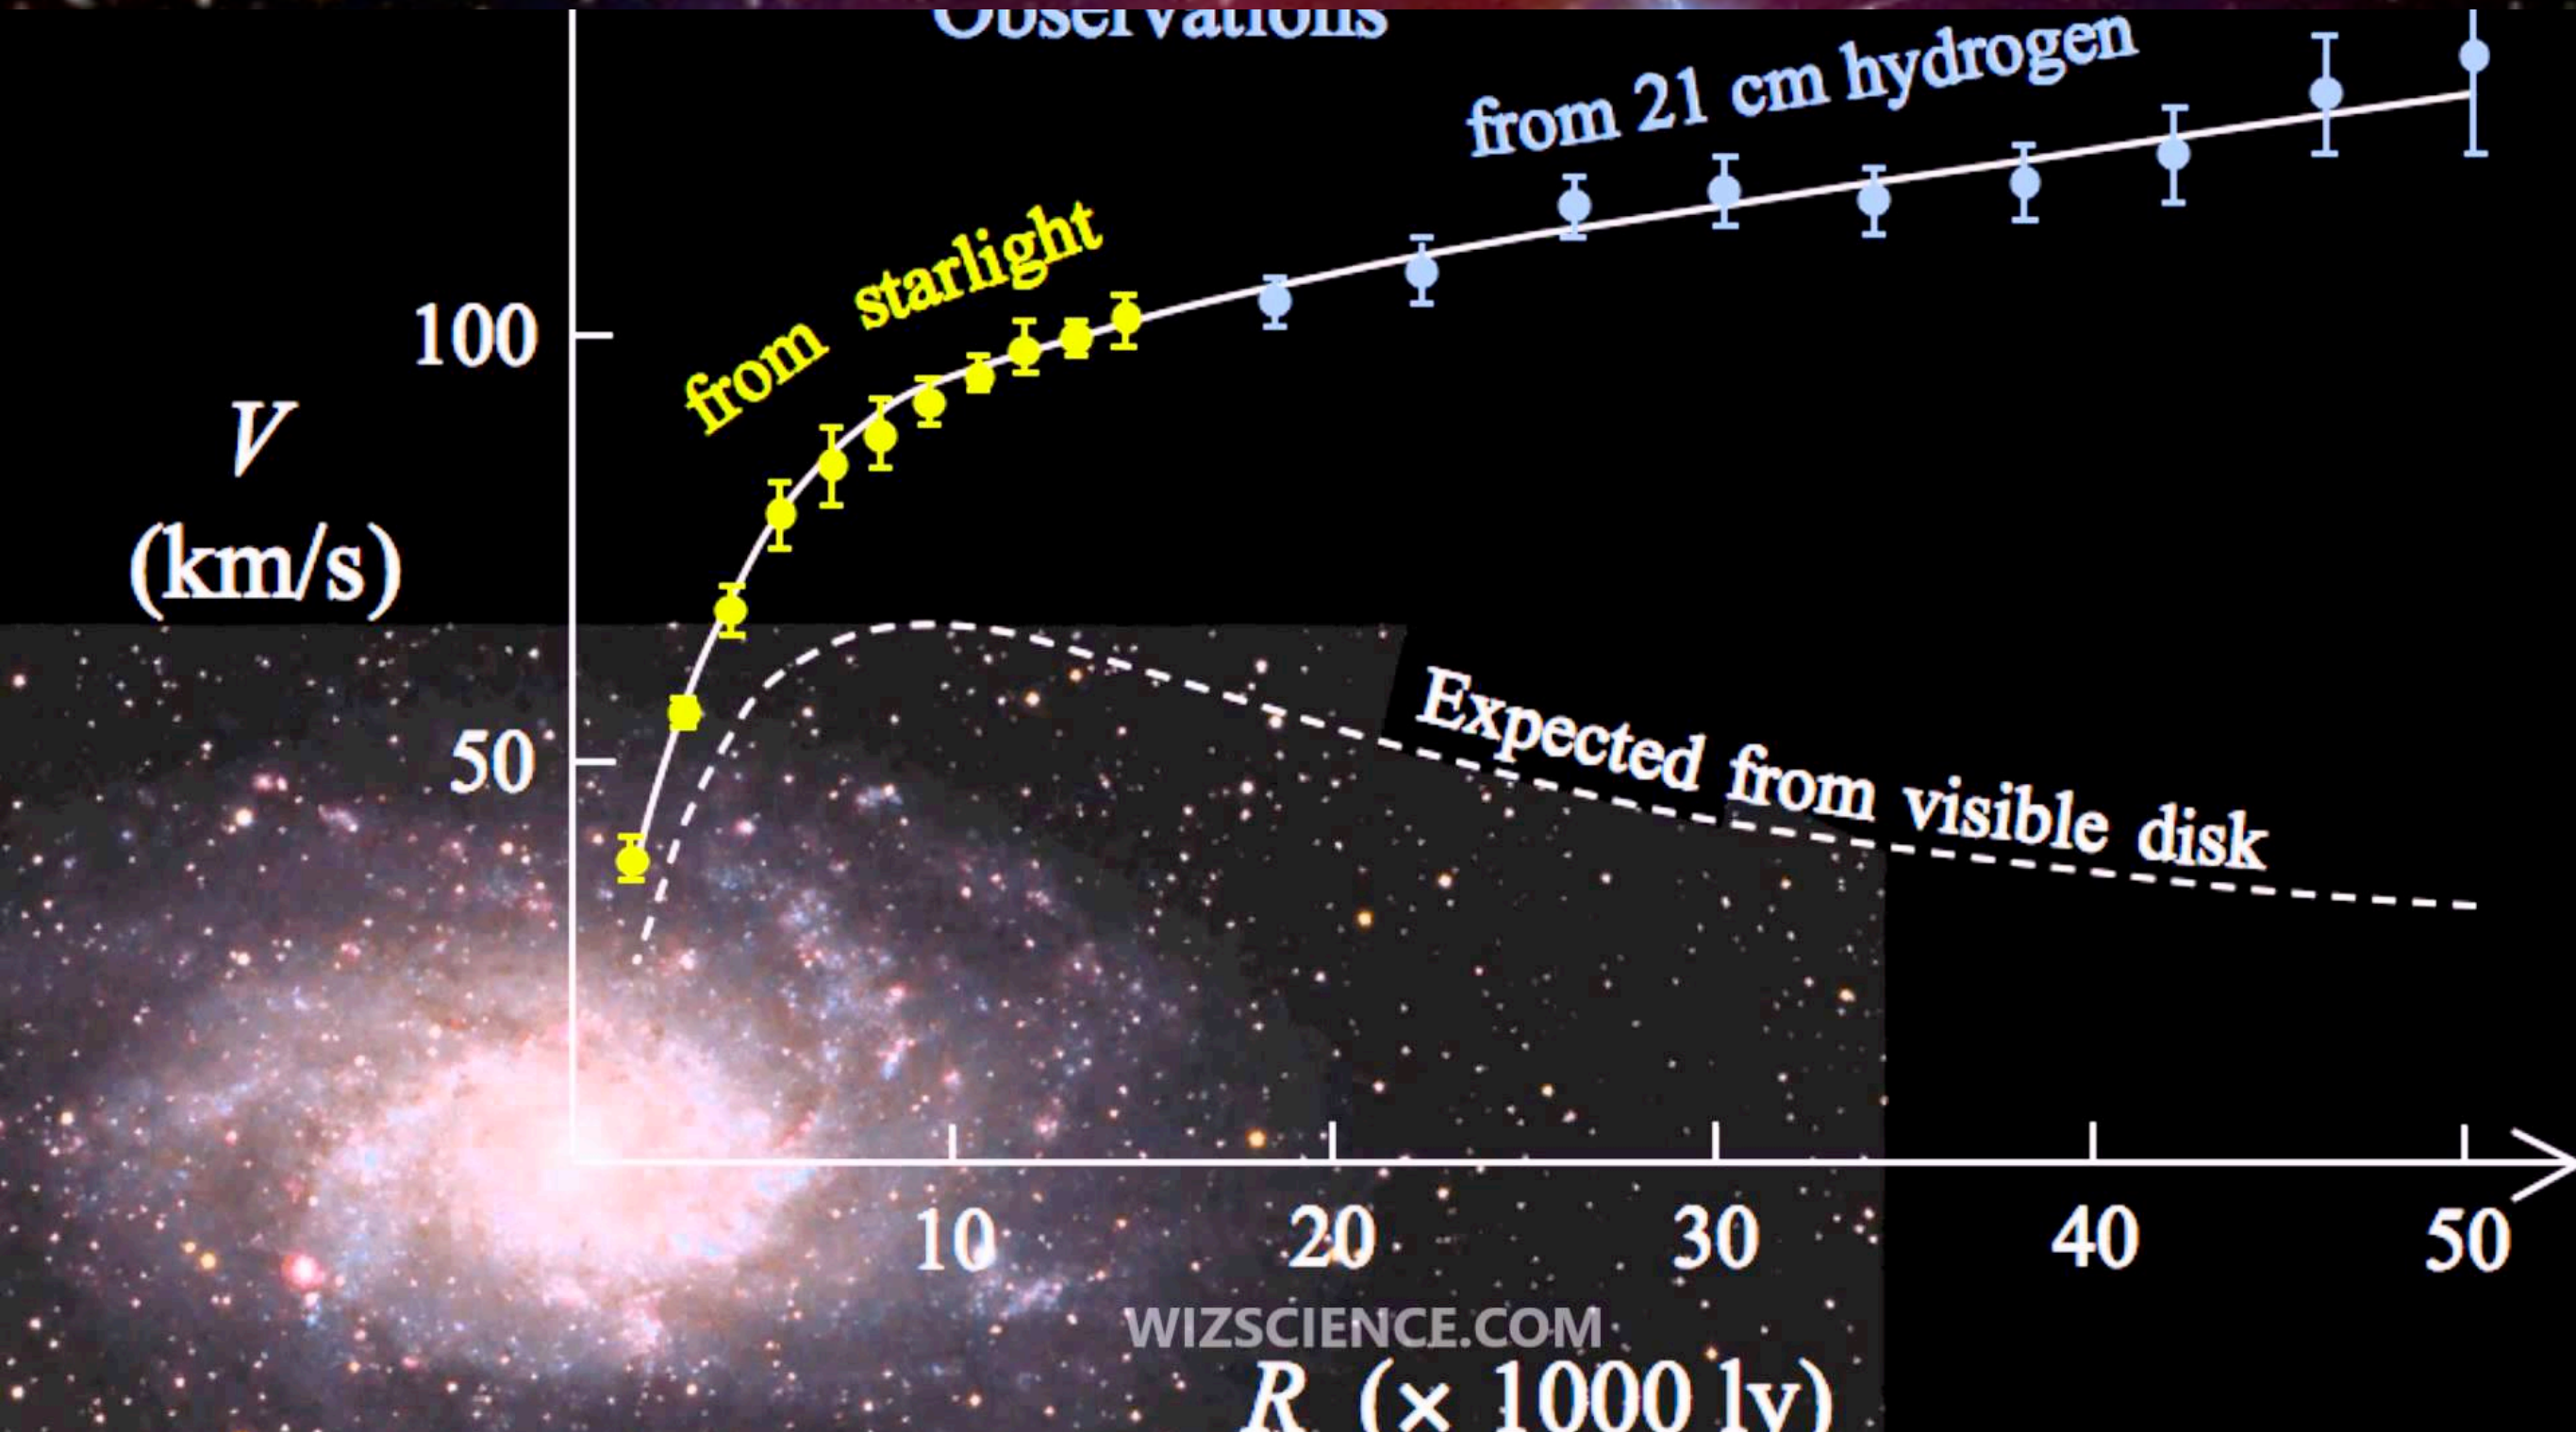 Observations
from 21 cm hydrogen
from starlight
100
V
(km/s)
50
Expected from visible disk
10 20 30 40 50
WIZSCIENCE.COM
R (× 1000 ly)